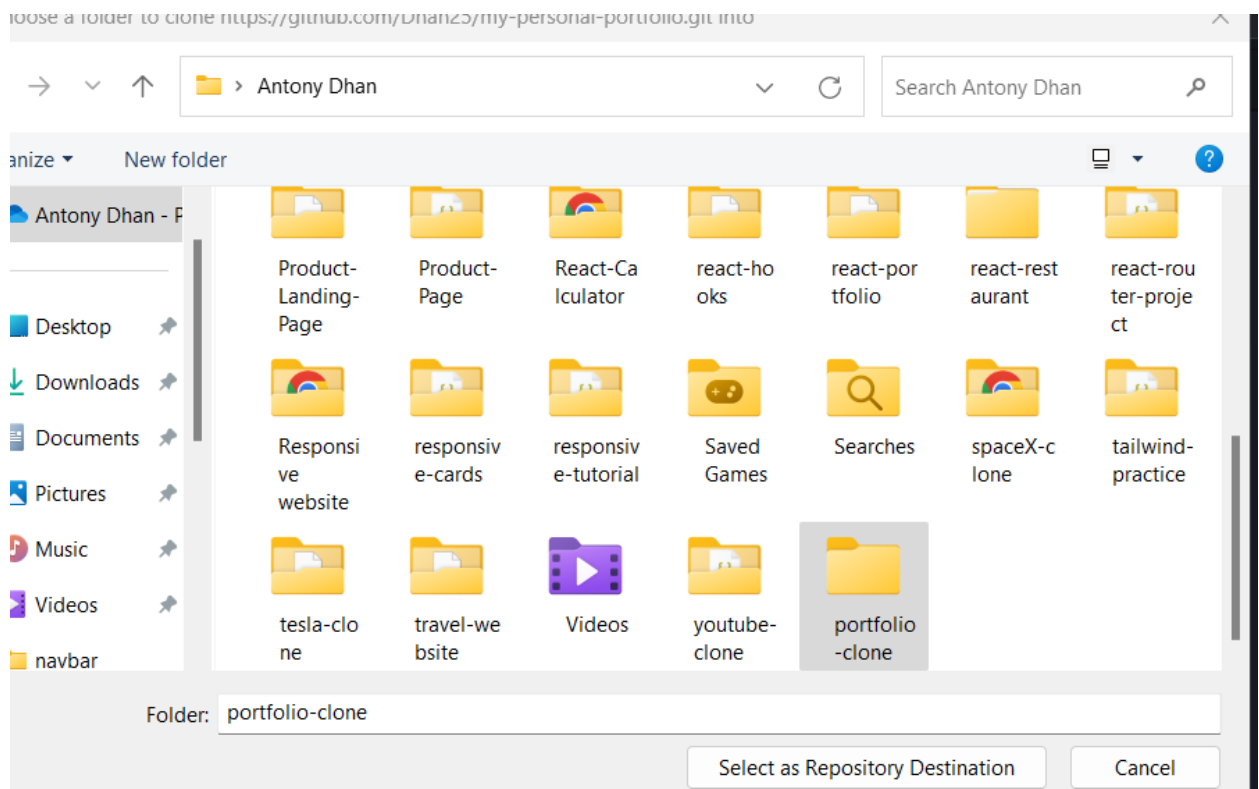 oose a folder to clone https://github.com/Dhan25/my-personal-portfolio.git into
Antony Dhan
Search Antony Dhan
anize
New folder
Antony Dhan - P
Desktop
Downloads
Documents
Pictures
Music
Videos
navbar
Product-
Landing-
Page
Product-
Page
React-Ca
lculator
react-ho
oks
react-por
tfolio
react-rest
aurant
react-rou
ter-proje
ct
Responsi
ve
website
responsiv
e-cards
responsiv
e-tutorial
Saved
Games
Searches
spaceX-c
lone
tailwind-
practice
tesla-clo
ne
travel-we
bsite
Videos
youtube-
clone
portfolio
-clone
Folder:
portfolio-clone
Select as Repository Destination
Cancel